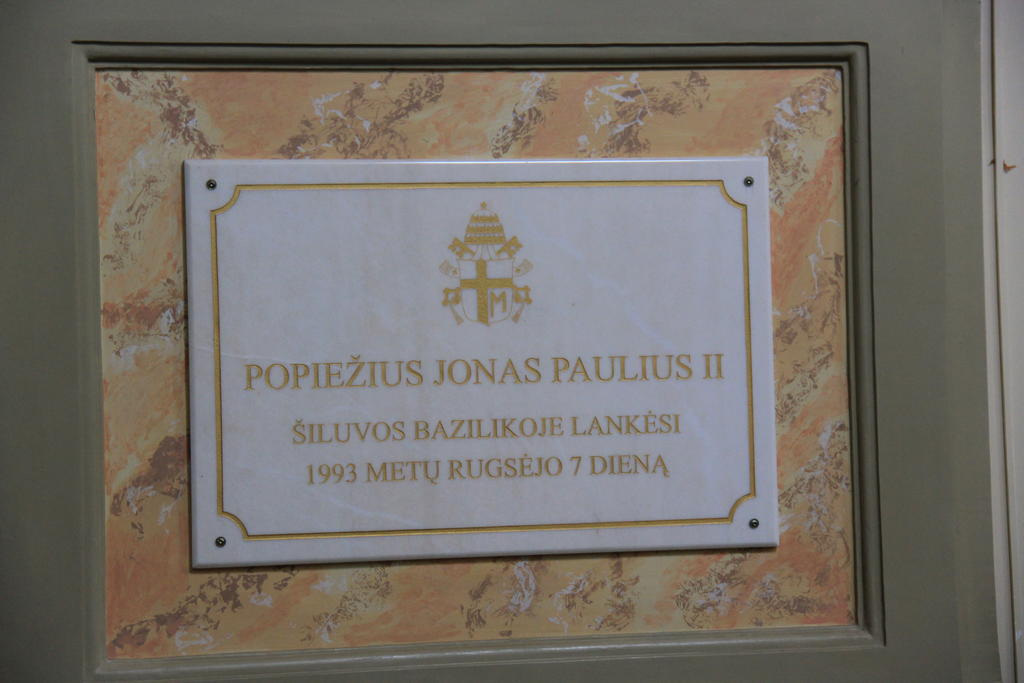 M
POPIEŽIUS JONAS PAULIUS II
ŠILUVOS BAZILIKOJE LANKĖSI
1993 METŲ RUGSĖJO 7 DIENĄ